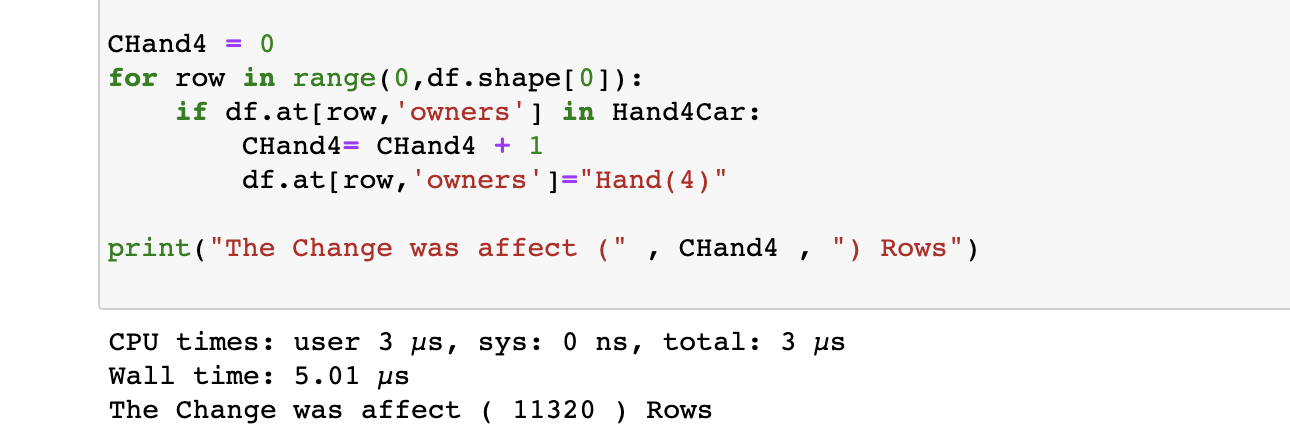 CHand4 = 0
for row in range(0,df.shape[0]):
    if df.at[row,'owners'] in Hand4Car:
        CHand4= CHand4 + 1
        df.at[row,'owners']="Hand(4)"
print("The Change was affect (" , CHand4 , ") Rows")
CPU times: user 3 µs, sys: 0 ns, total: 3 µs
Wall time: 5.01 µs
The Change was affect ( 11320 ) Rows